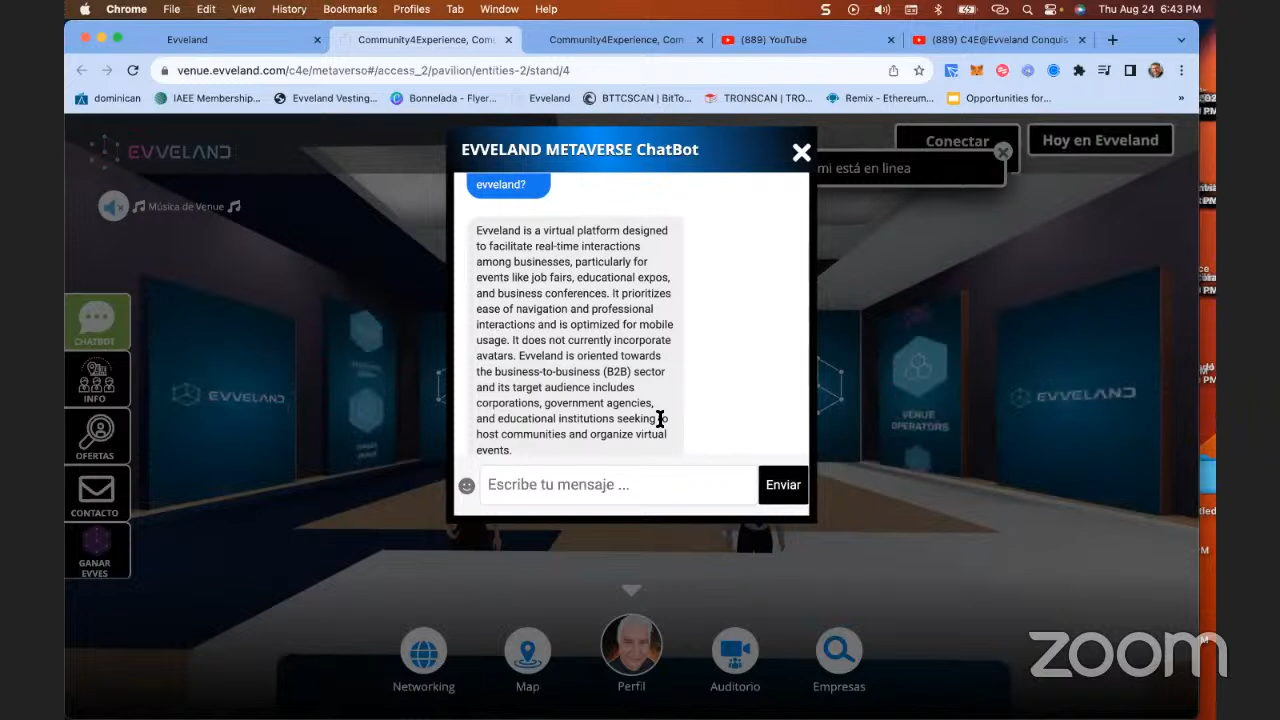 Chrome File Edit View History Bookmarks Profiles Tab Window Help Thu Aug 24 6:43 PM
Evveland
Community4Experience, Com
Community4Experience, Com
(889) YouTube
(889) C4E@Evveland Conquis
venue.evveland.com/c4e/metaverso#/access_2/pavilion/entities-2/stand/4
dominican
IAEE Membership...
Evveland Vesting...
Bonnelada - Flyer...
Evveland
BTTCSCAN | BitTo...
TRONSCAN | TRO...
Remix - Ethereum...
Opportunities for...
EVVELAND
Música de Venue
Conectar
Hoy en Evveland
mi está en linea
EVVELAND METAVERSE ChatBot
evveland?
Evveland is a virtual platform designed
to facilitate real-time interactions
among businesses, particularly for
events like job fairs, educational expos,
and business conferences. It prioritizes
ease of navigation and professional
interactions and is optimized for mobile
usage. It does not currently incorporate
avatars. Evveland is oriented towards
the business-to-business (B2B) sector
and its target audience includes
corporations, government agencies,
and educational institutions seeking to
host communities and organize virtual
events.
Escribe tu mensaje ...
Enviar
CHATBOT
INFO
OFERTAS
CONTACTO
GANAR
EVVES
EVVELAND
VENUE
OPERATORS
EVVELAND
Networking
Map
Perfil
Auditorio
Empresas
zoom